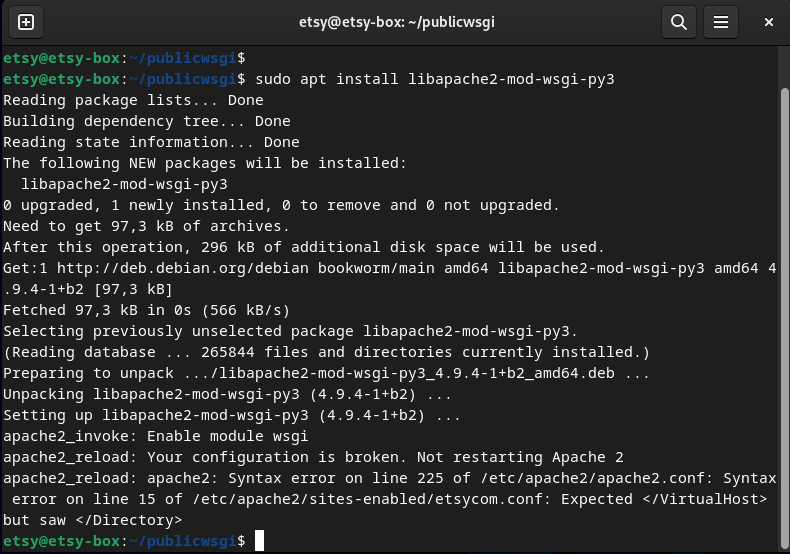 etsy@etsy-box: ~/publicwsgi
etsy@etsy-box:~/publicwsgi$
etsy@etsy-box:~/publicwsgi$ sudo apt install libapache2-mod-wsgi-py3
Reading package lists... Done
Building dependency tree... Done
Reading state information... Done
The following NEW packages will be installed:
  libapache2-mod-wsgi-py3
0 upgraded, 1 newly installed, 0 to remove and 0 not upgraded.
Need to get 97,3 kB of archives.
After this operation, 296 kB of additional disk space will be used.
Get:1 http://deb.debian.org/debian bookworm/main amd64 libapache2-mod-wsgi-py3 amd64 4
.9.4-1+b2 [97,3 kB]
Fetched 97,3 kB in 0s (566 kB/s)
Selecting previously unselected package libapache2-mod-wsgi-py3.
(Reading database ... 265844 files and directories currently installed.)
Preparing to unpack .../libapache2-mod-wsgi-py3_4.9.4-1+b2_amd64.deb ...
Unpacking libapache2-mod-wsgi-py3 (4.9.4-1+b2) ...
Setting up libapache2-mod-wsgi-py3 (4.9.4-1+b2) ...
apache2_invoke: Enable module wsgi
apache2_reload: Your configuration is broken. Not restarting Apache 2
apache2_reload: apache2: Syntax error on line 225 of /etc/apache2/apache2.conf: Syntax
 error on line 15 of /etc/apache2/sites-enabled/etsycom.conf: Expected </VirtualHost>
but saw </Directory>
etsy@etsy-box:~/publicwsgi$